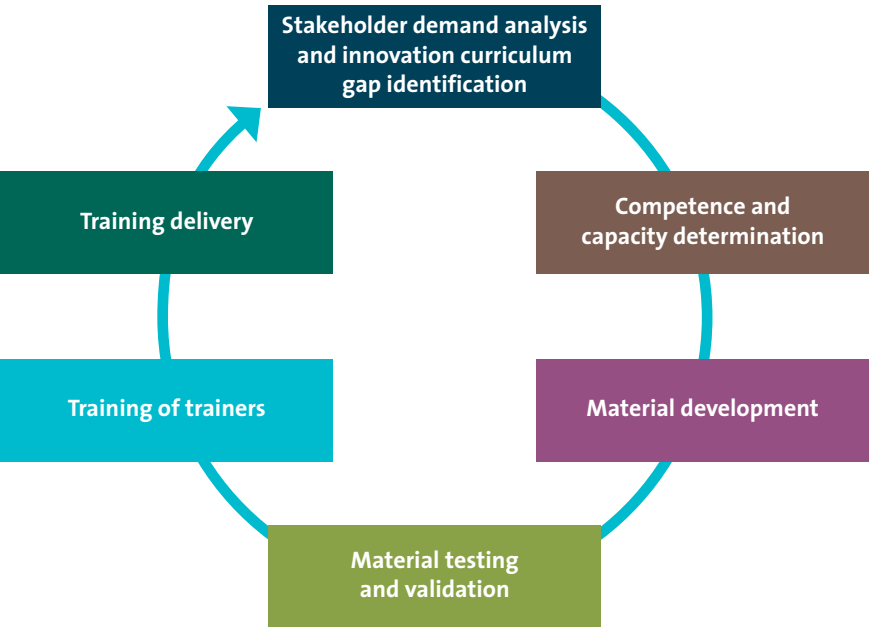 Stakeholder demand analysis
and innovation curriculum
gap identification
Competence and
capacity determination
Material development
Material testing
and validation
Training of trainers
Training delivery